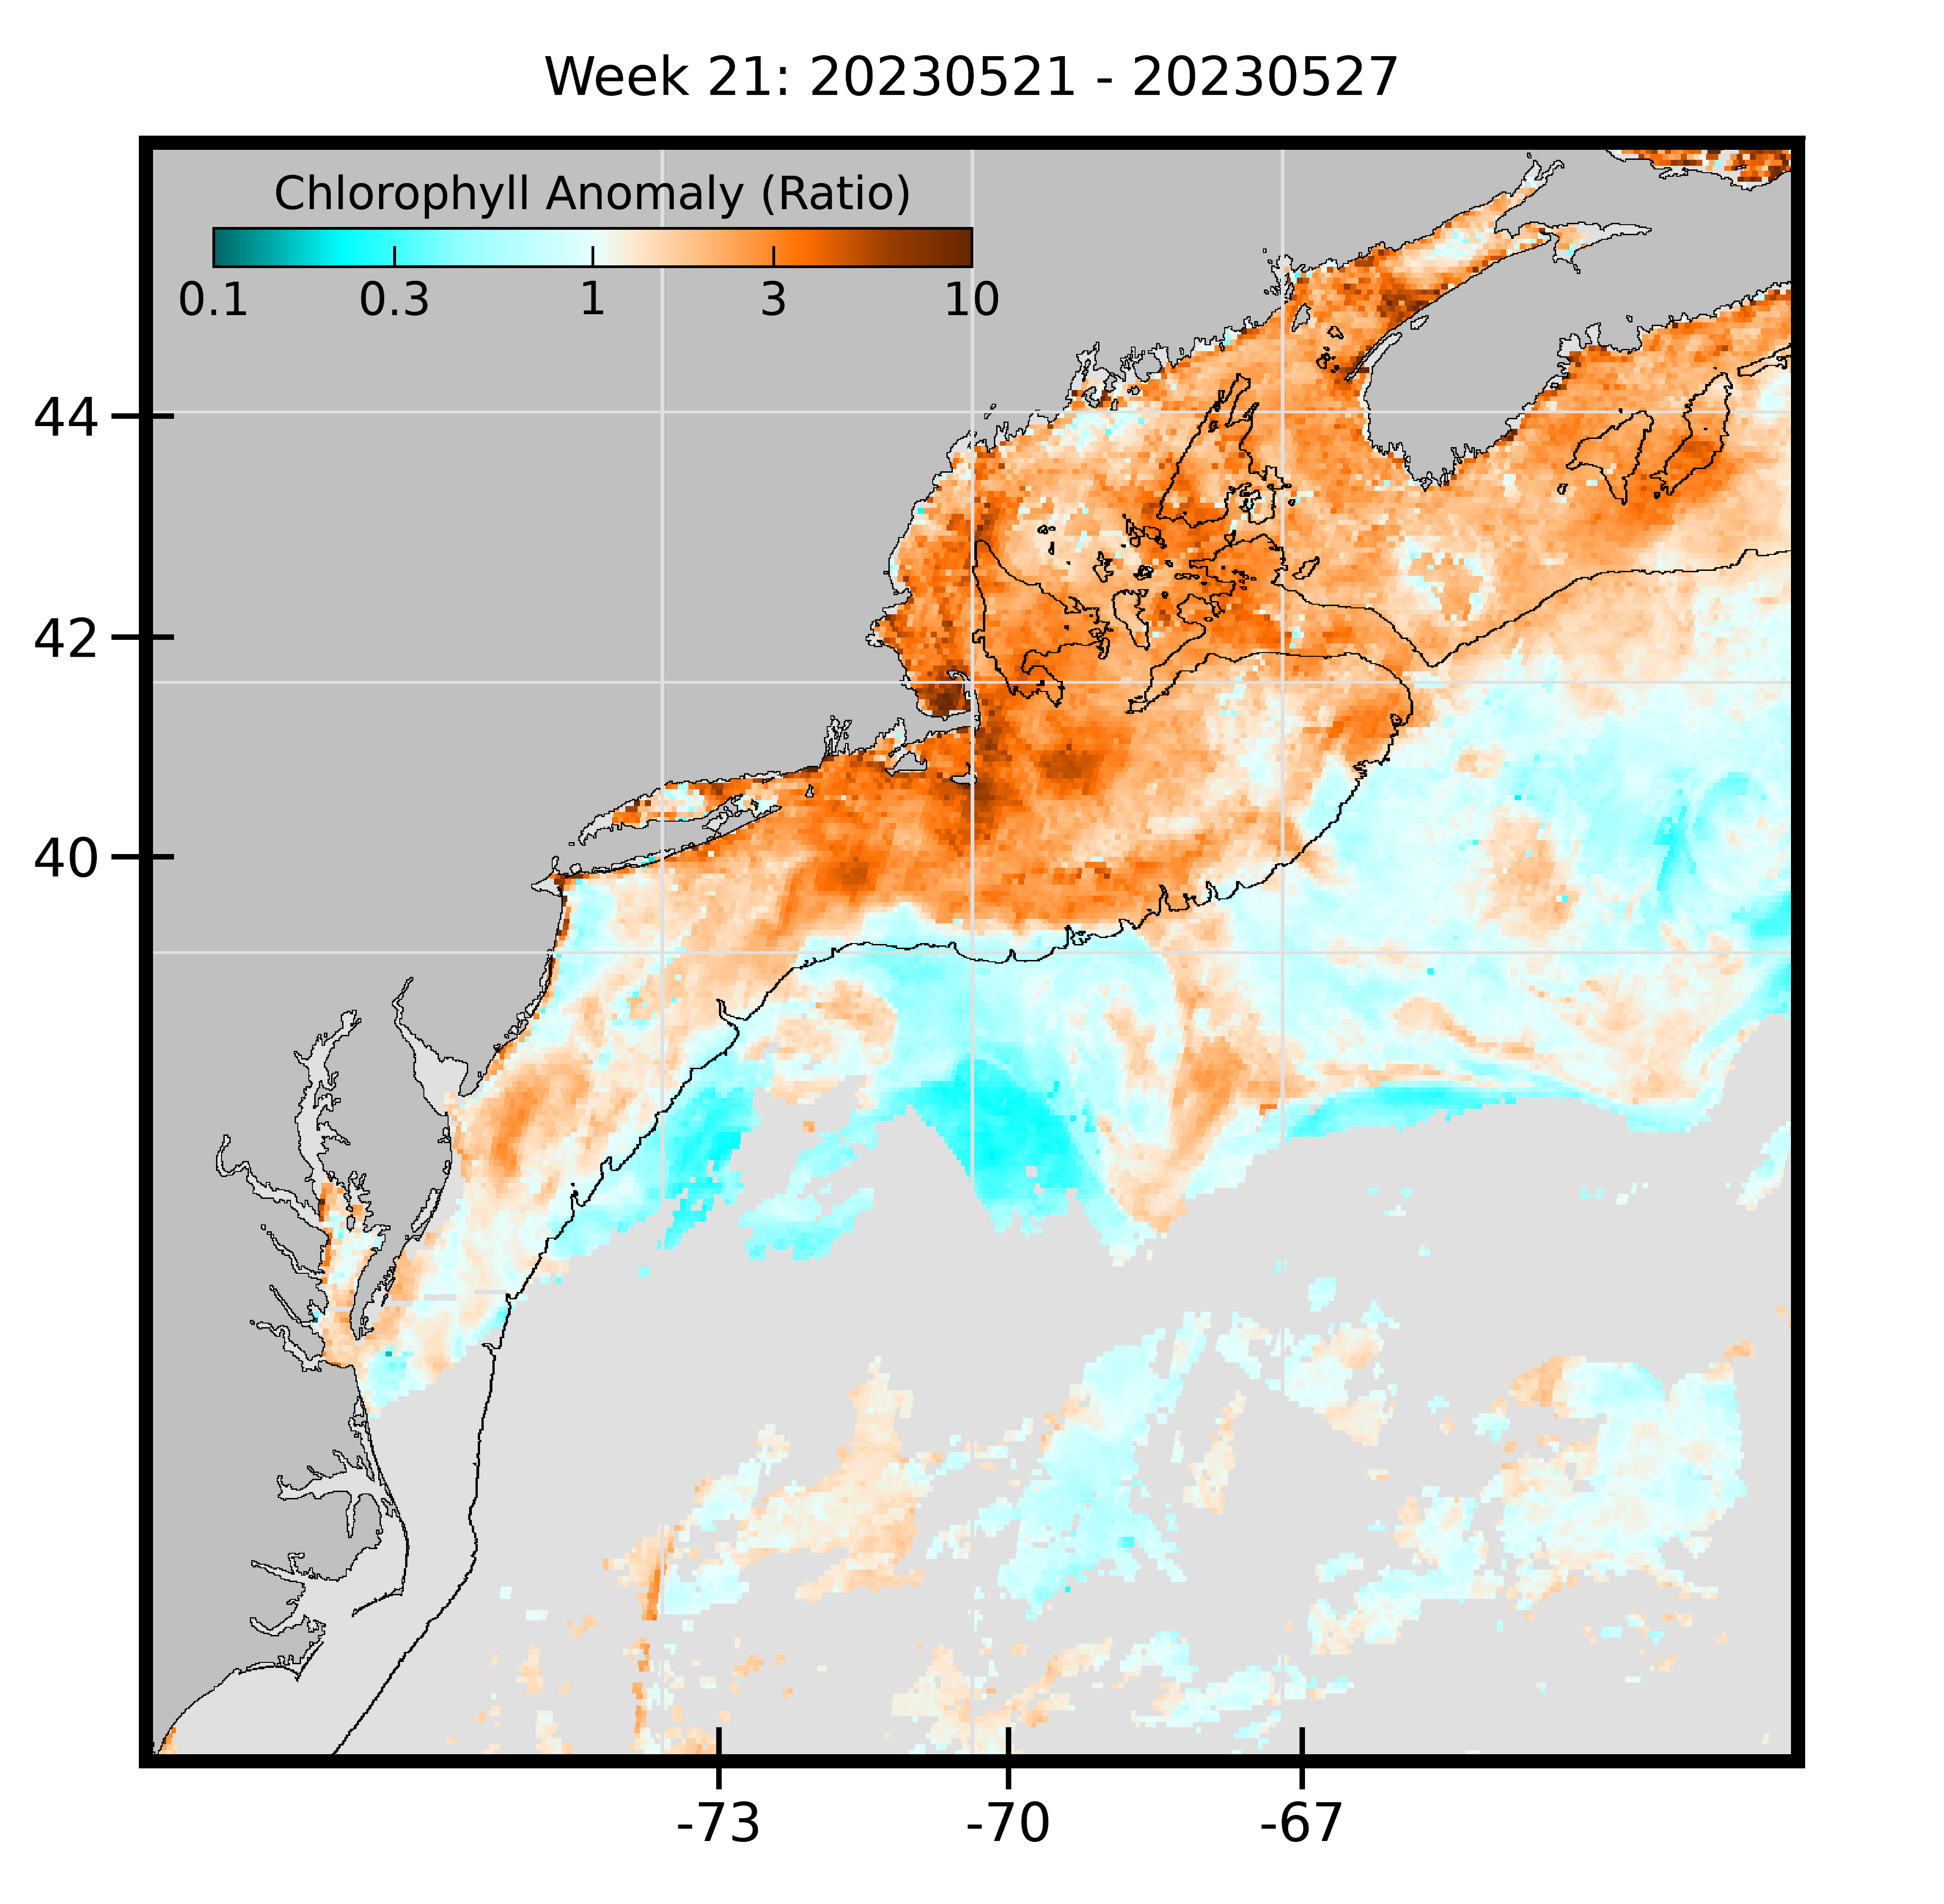 Week 21: 20230521 - 20230527
Chlorophyll Anomaly (Ratio)
0.1 0.3 1 3 10
44
42
40
-73 -70 -67